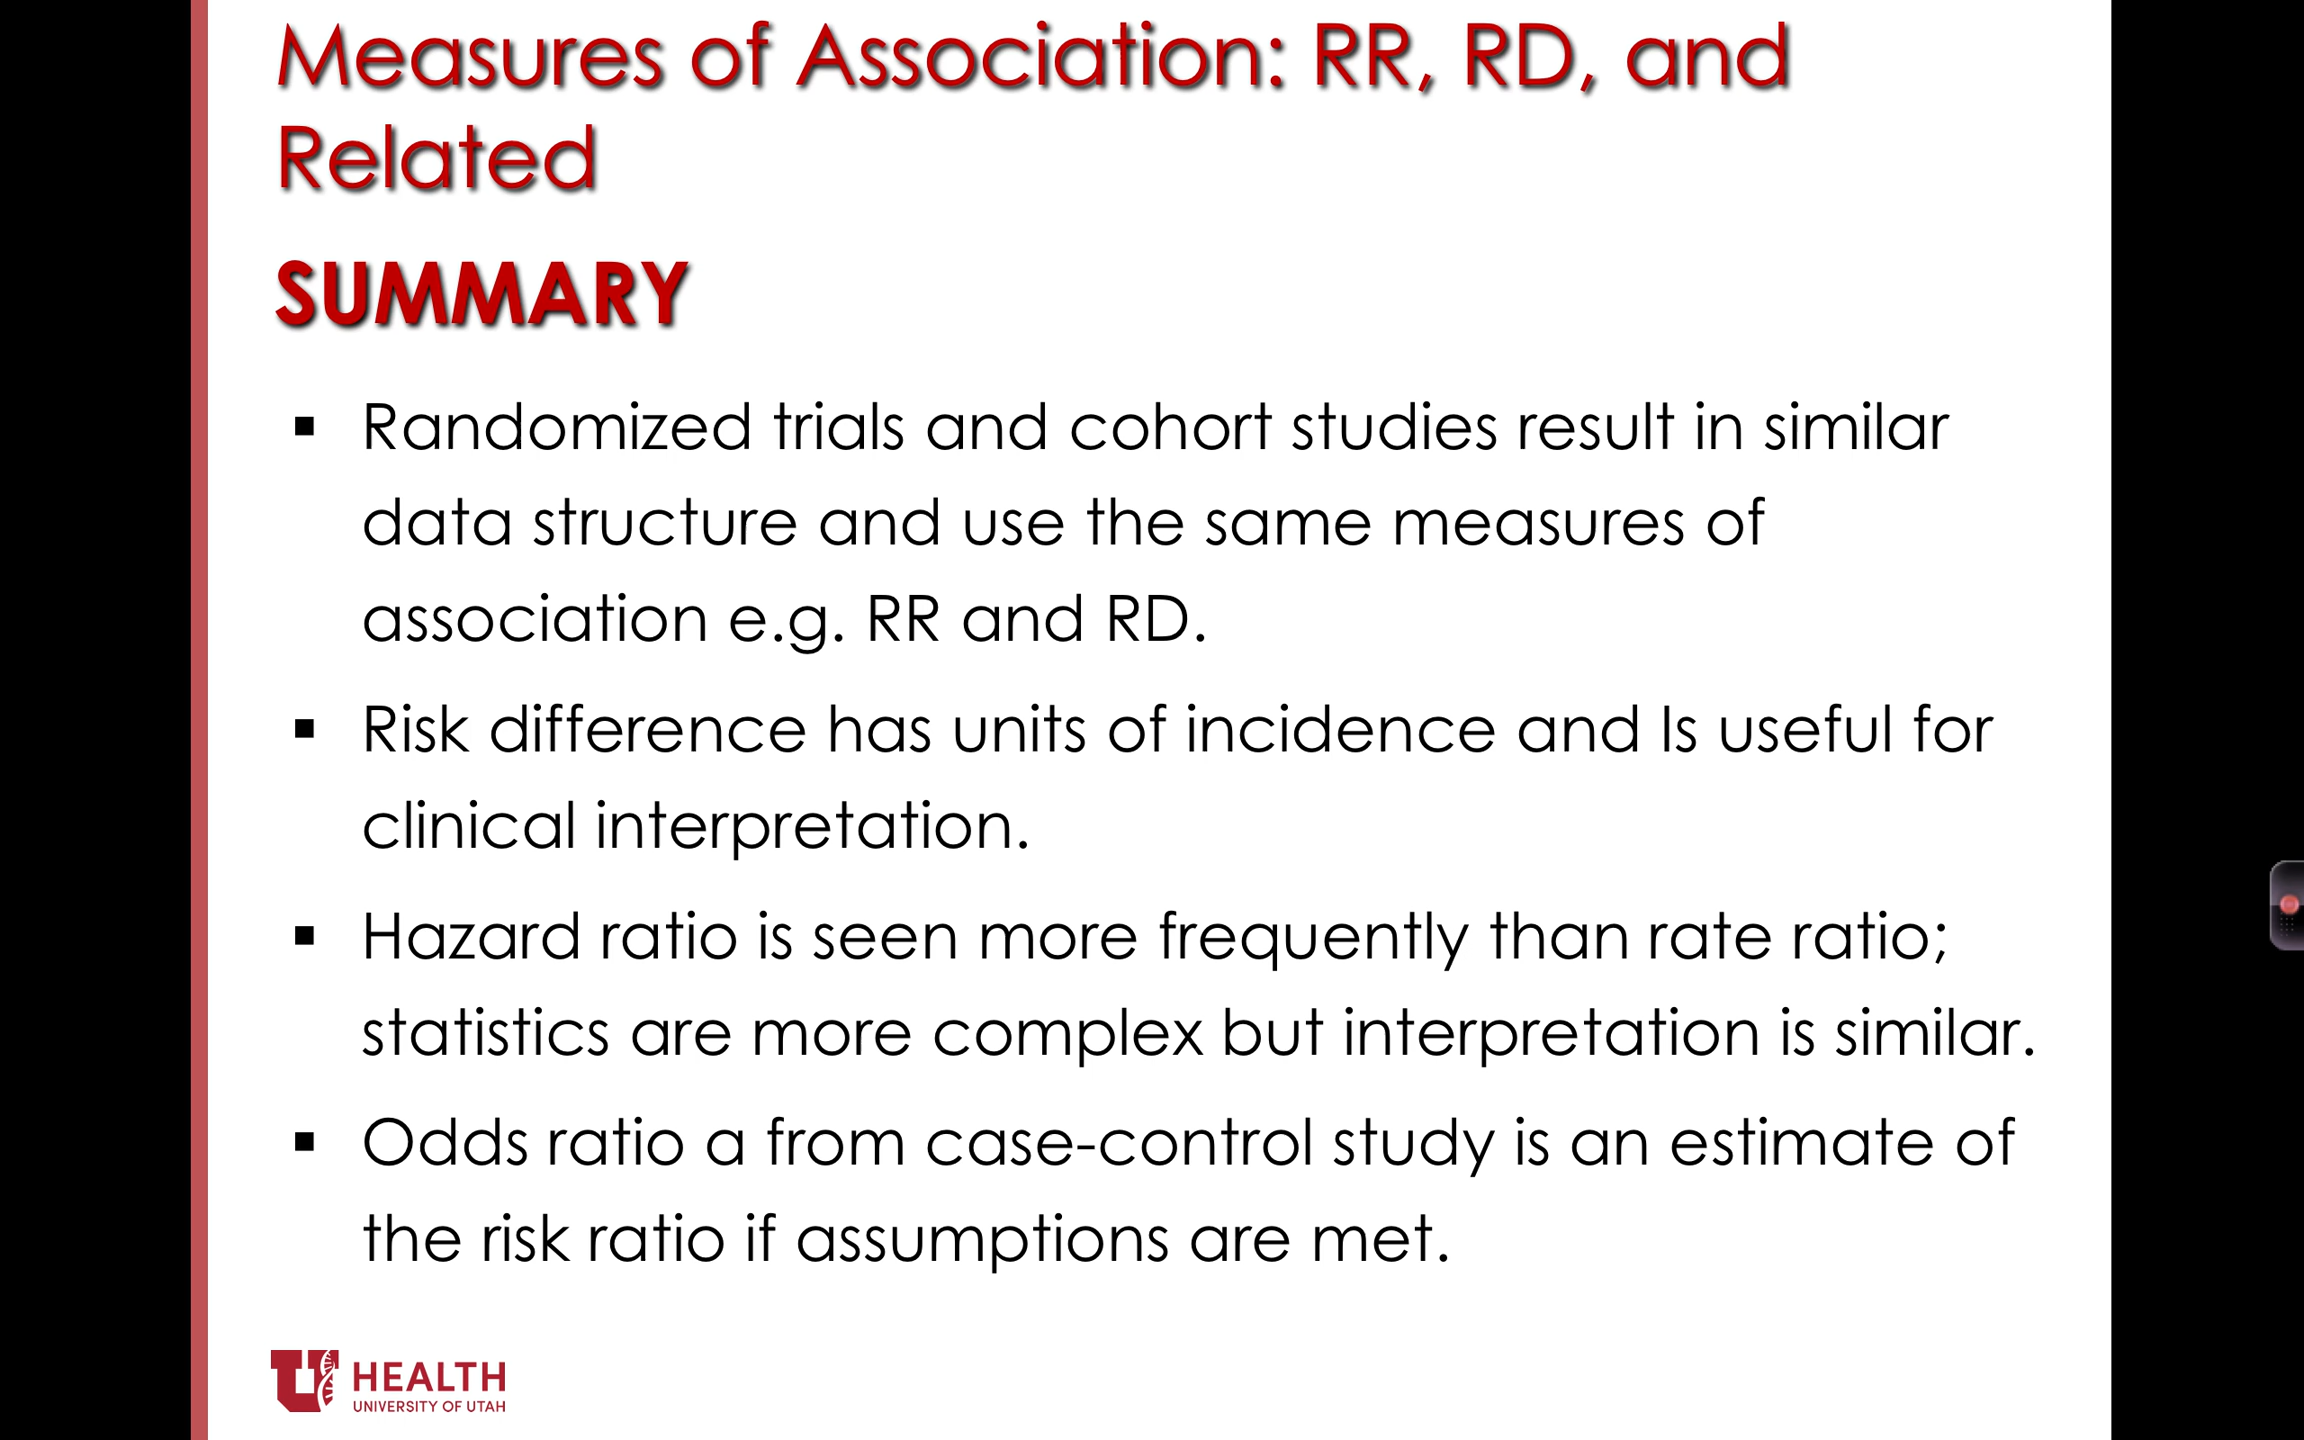 Measures of Association: RR, RD, and
Related
SUMMARY
▪ Randomized trials and cohort studies result in similar
data structure and use the same measures of
association e.g. RR and RD.
▪ Risk difference has units of incidence and Is useful for
clinical interpretation.
▪ Hazard ratio is seen more frequently than rate ratio;
statistics are more complex but interpretation is similar.
▪ Odds ratio a from case-control study is an estimate of
the risk ratio if assumptions are met.
U HEALTH
UNIVERSITY OF UTAH